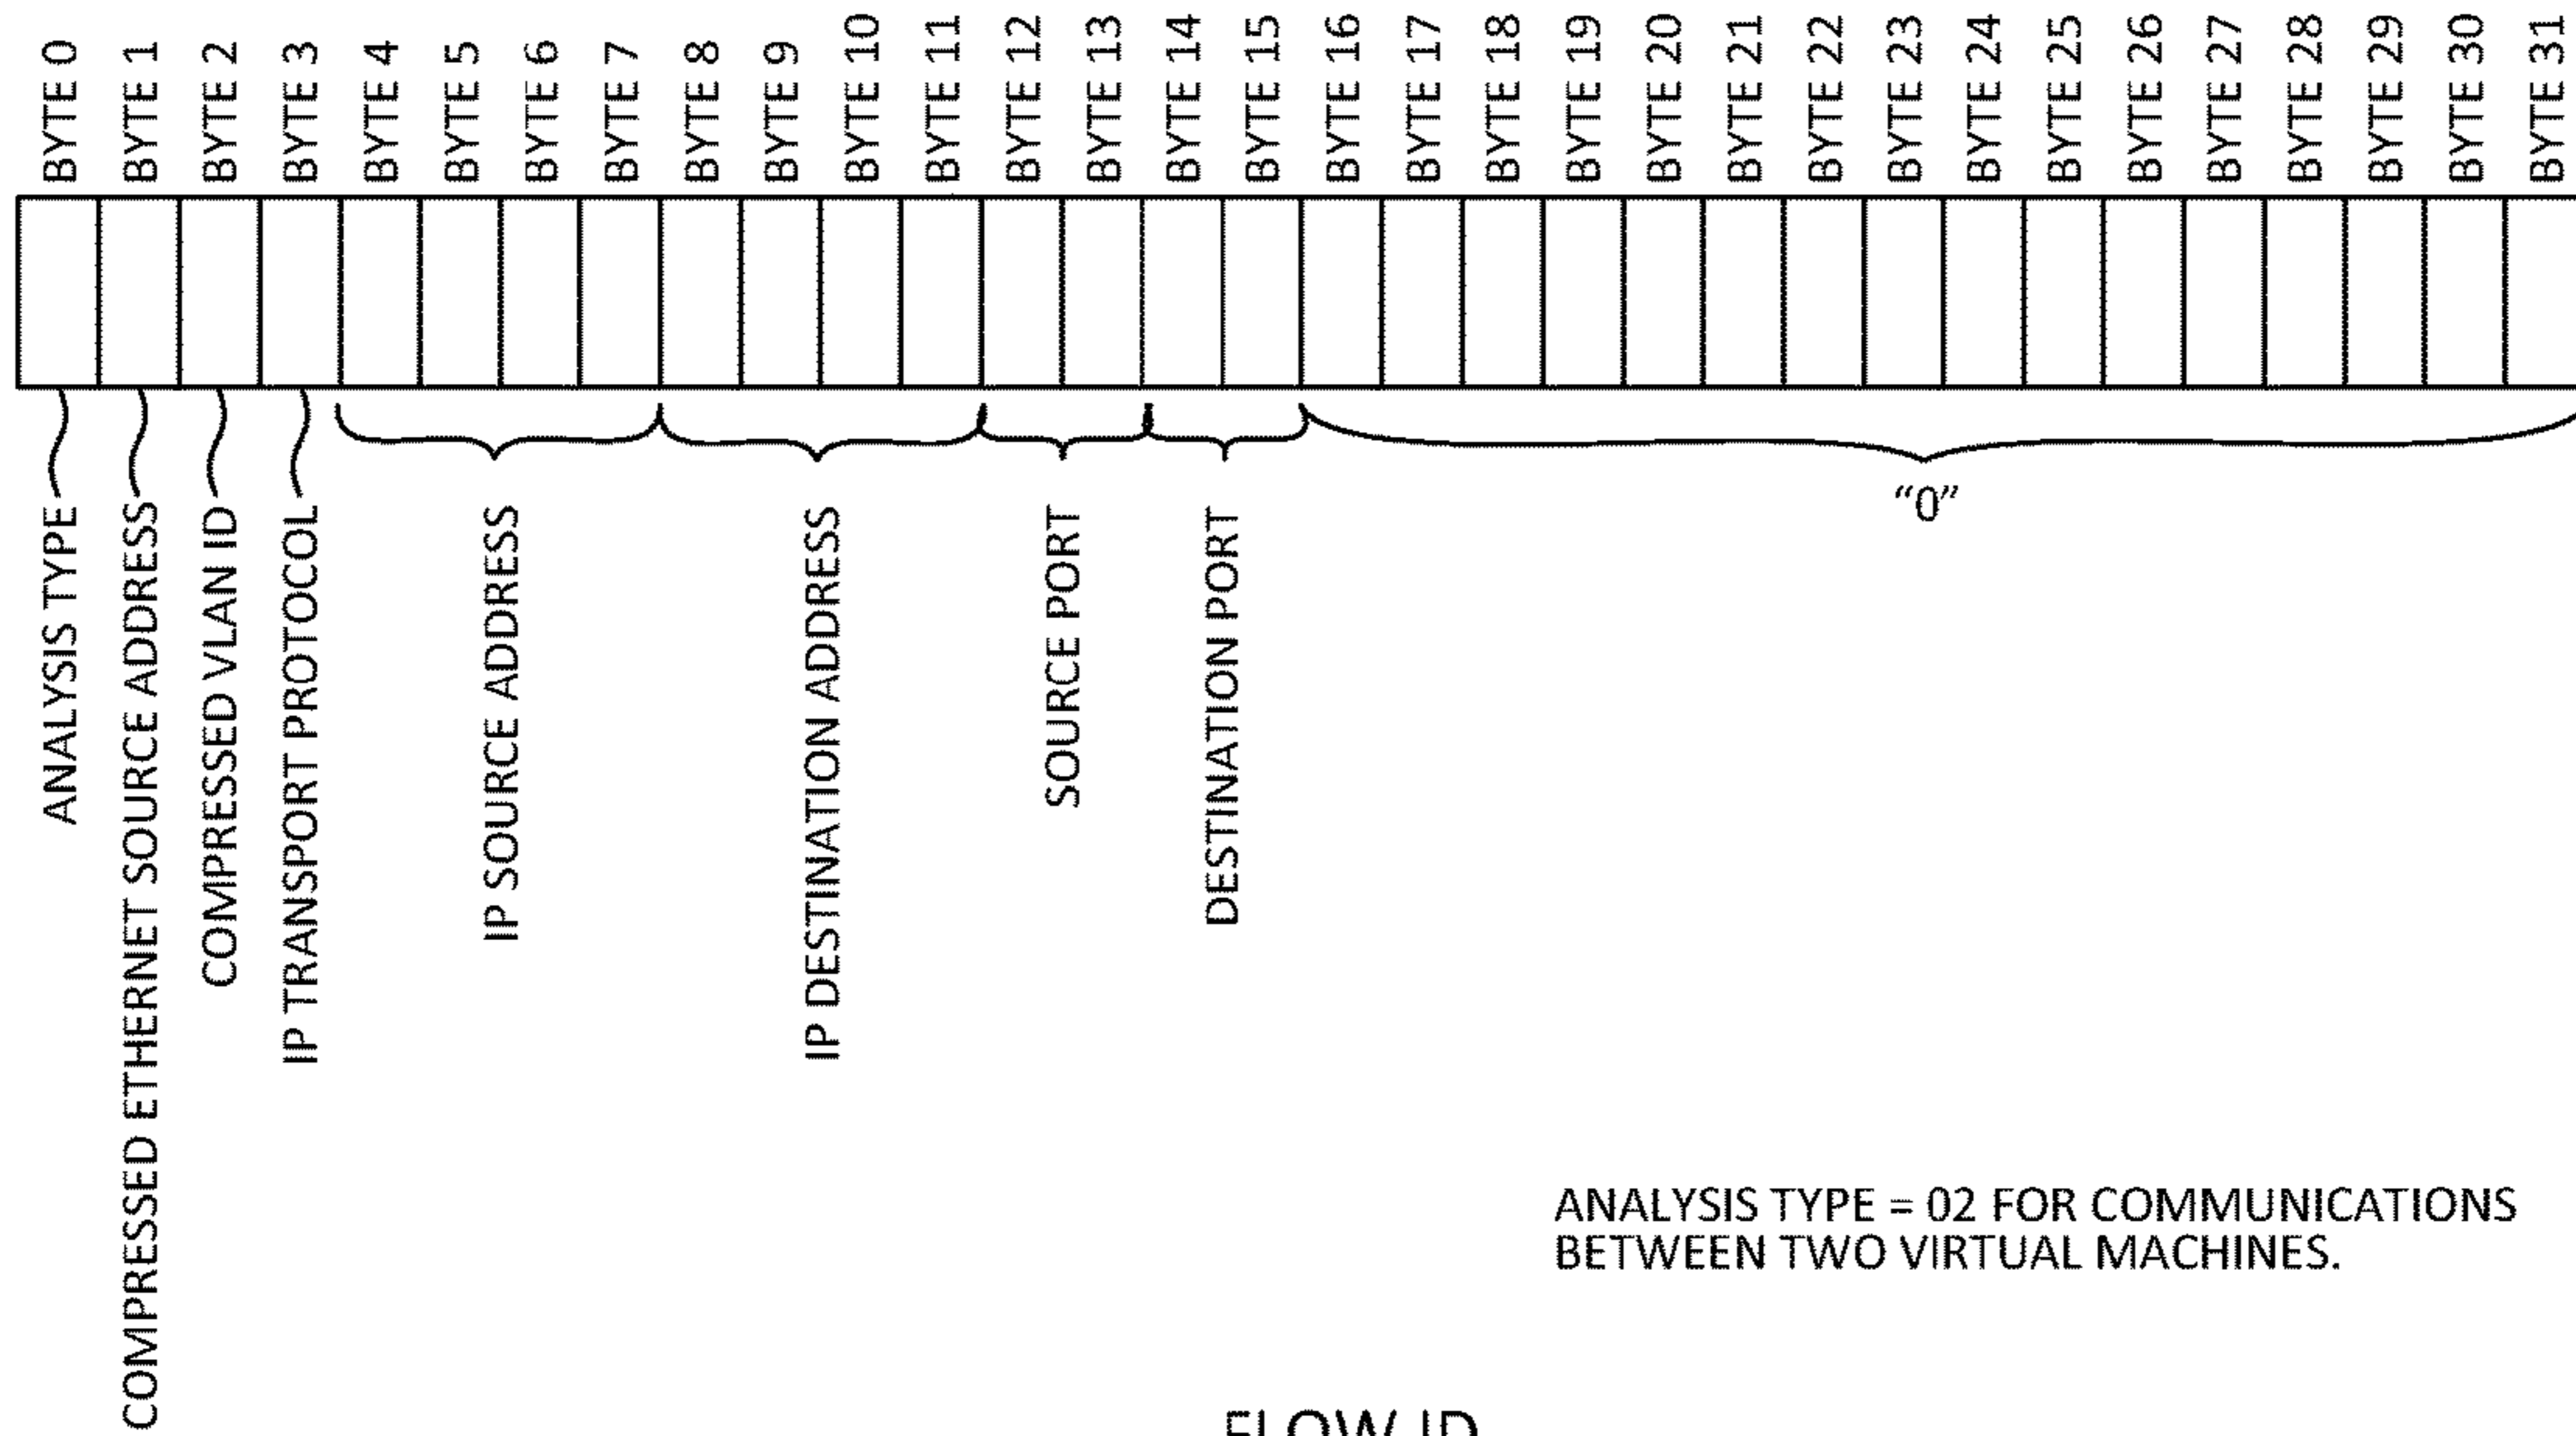 BYTE 0
BYTE 1
BYTE 2
BYTE 3
BYTE 4
BYTE 5
BYTE 6
BYTE 7
BYTE 8
BYTE 9
BYTE 10
BYTE 11
BYTE 12
BYTE 13
BYTE 14
BYTE 15
BYTE 16
BYTE 17
BYTE 18
BYTE 19
BYTE 20
BYTE 21
BYTE 22
BYTE 23
BYTE 24
BYTE 25
BYTE 26
BYTE 27
BYTE 28
BYTE 29
BYTE 30
BYTE 31
ANALYSIS TYPE
COMPRESSED ETHERNET SOURCE ADDRESS
COMPRESSED VLAN ID
IP TRANSPORT PROTOCOL
IP SOURCE ADDRESS
IP DESTINATION ADDRESS
SOURCE PORT
DESTINATION PORT
“0”
ANALYSIS TYPE = 02 FOR COMMUNICATIONS
BETWEEN TWO VIRTUAL MACHINES.
FLOW ID